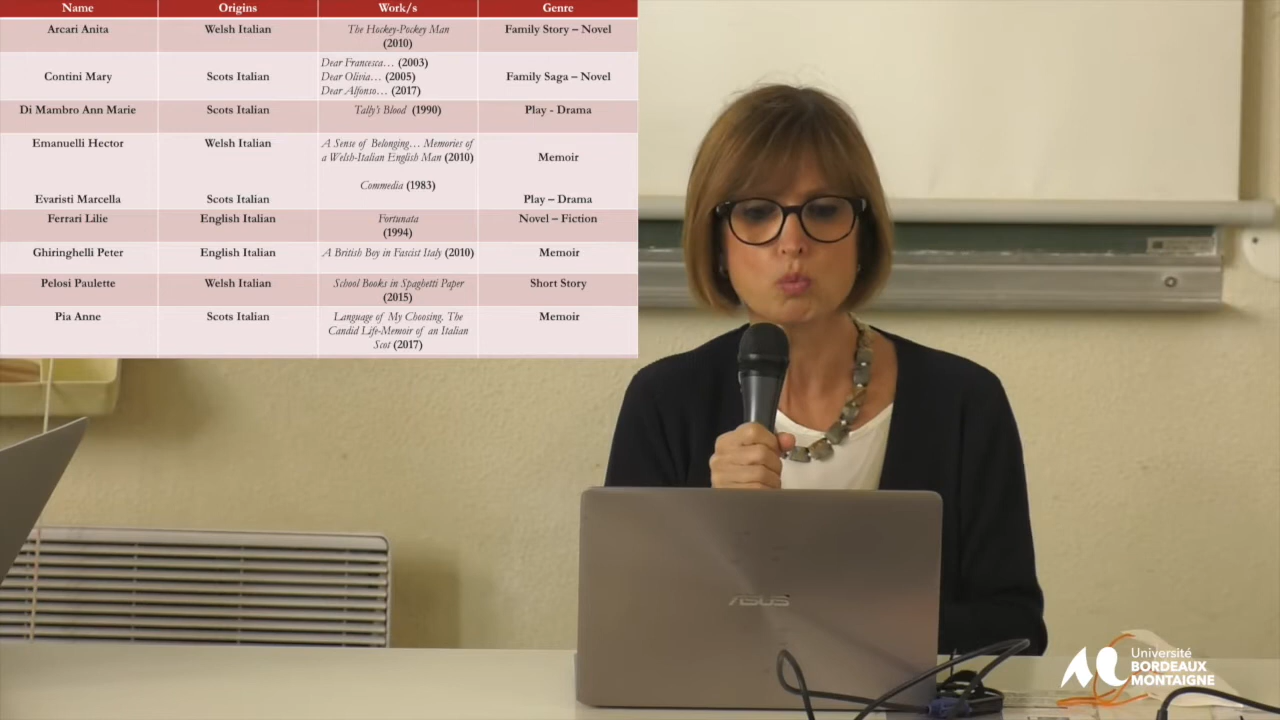 Name Origins Work/s Genre
Arcari Anita Welsh Italian The Hockey-Pockey Man Family Story – Novel
(2010)
Dear Francesca… (2003)
Contini Mary Scots Italian Dear Olivia… (2005) Family Saga – Novel
Dear Alfonso… (2017)
Di Mambro Ann Marie Scots Italian Tally's Blood (1990) Play - Drama
Emanuelli Hector Welsh Italian A Sense of Belonging… Memories of
a Welsh-Italian English Man (2010) Memoir
Commedia (1983)
Evaristi Marcella Scots Italian Play – Drama
Ferrari Lilie English Italian Fortunata Novel – Fiction
(1994)
Ghiringhelli Peter English Italian A British Boy in Fascist Italy (2010) Memoir
Pelosi Paulette Welsh Italian School Books in Spaghetti Paper Short Story
(2015)
Pia Anne Scots Italian Language of My Choosing. The Memoir
Candid Life-Memoir of an Italian
Scot (2017)
ASUS
Université
BORDEAUX
MONTAIGNE